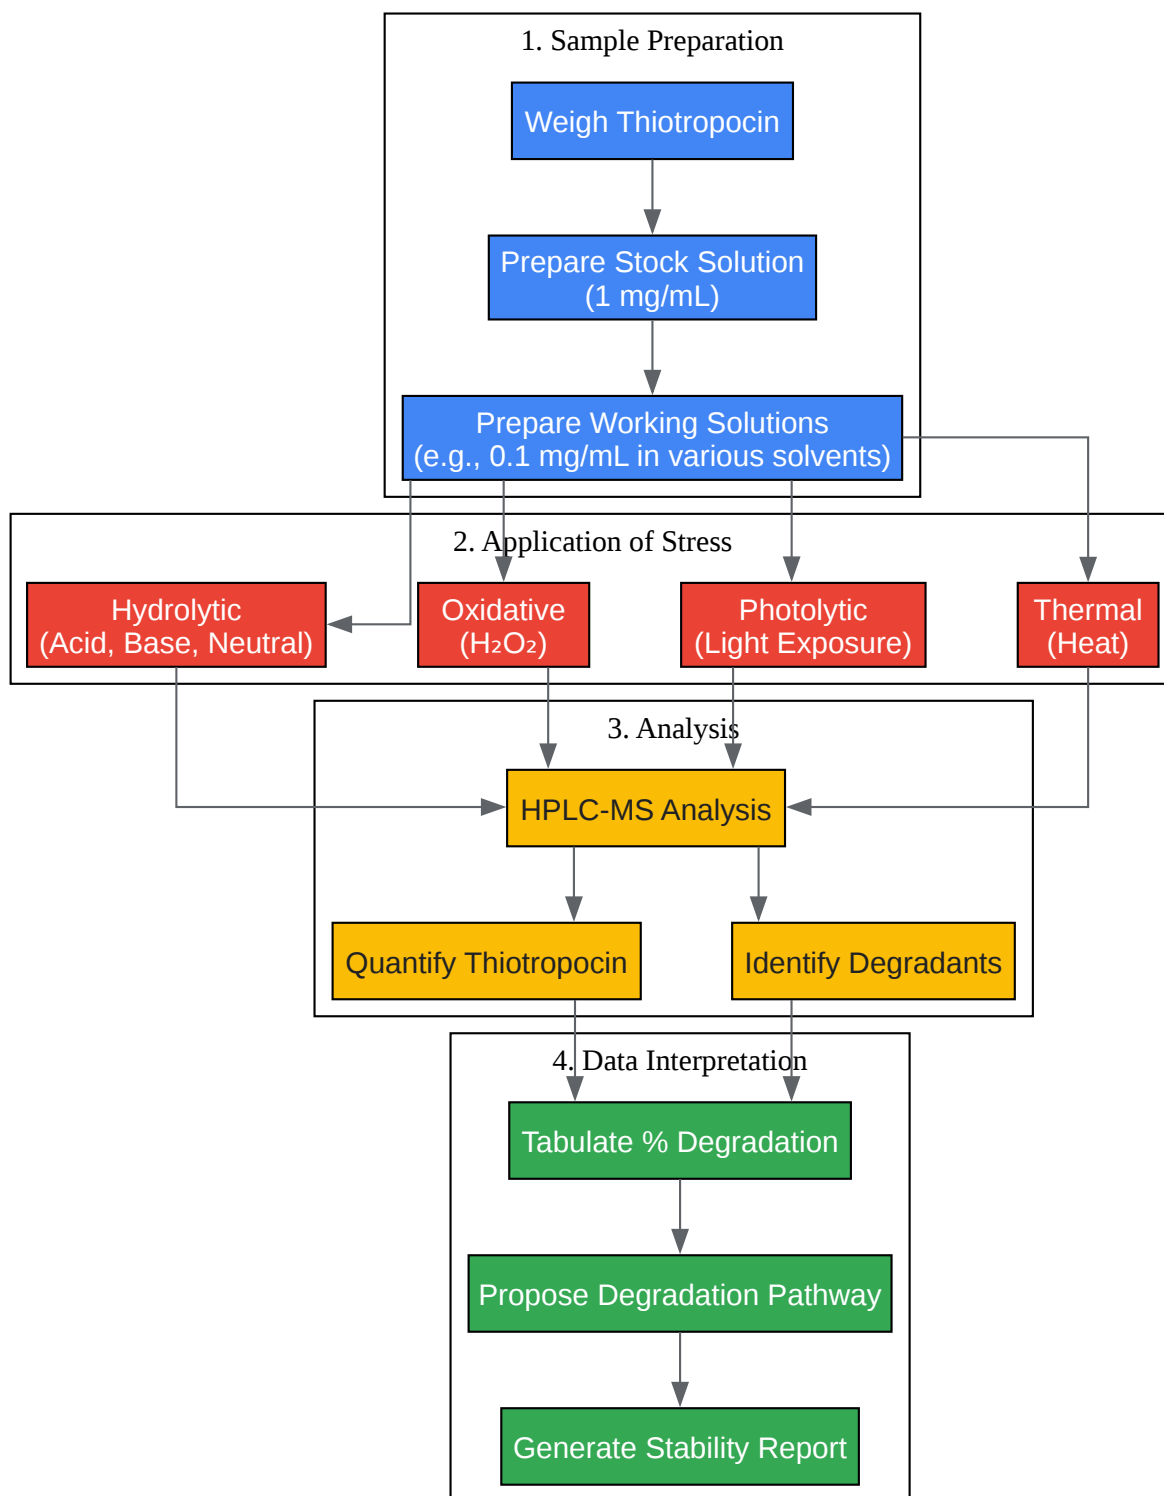 1. Sample Preparation
Weigh Thiotropocin
Prepare Stock Solution
(1 mg/mL)
Prepare Working Solutions
(e.g., 0.1 mg/mL in various solvents)
2. Application of Stress
Hydrolytic
(Acid, Base, Neutral)
Oxidative
(H₂O₂)
Photolytic
(Light Exposure)
Thermal
(Heat)
3. Analysis
HPLC-MS Analysis
Quantify Thiotropocin
Identify Degradants
4. Data Interpretation
Tabulate % Degradation
Propose Degradation Pathway
Generate Stability Report